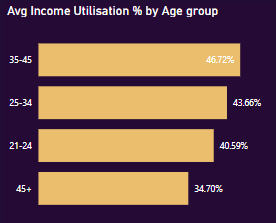 Avg Income Utilisation % by Age group
35-45 46.72%
25-34 43.66%
21-24 40.59%
45+ 34.70%